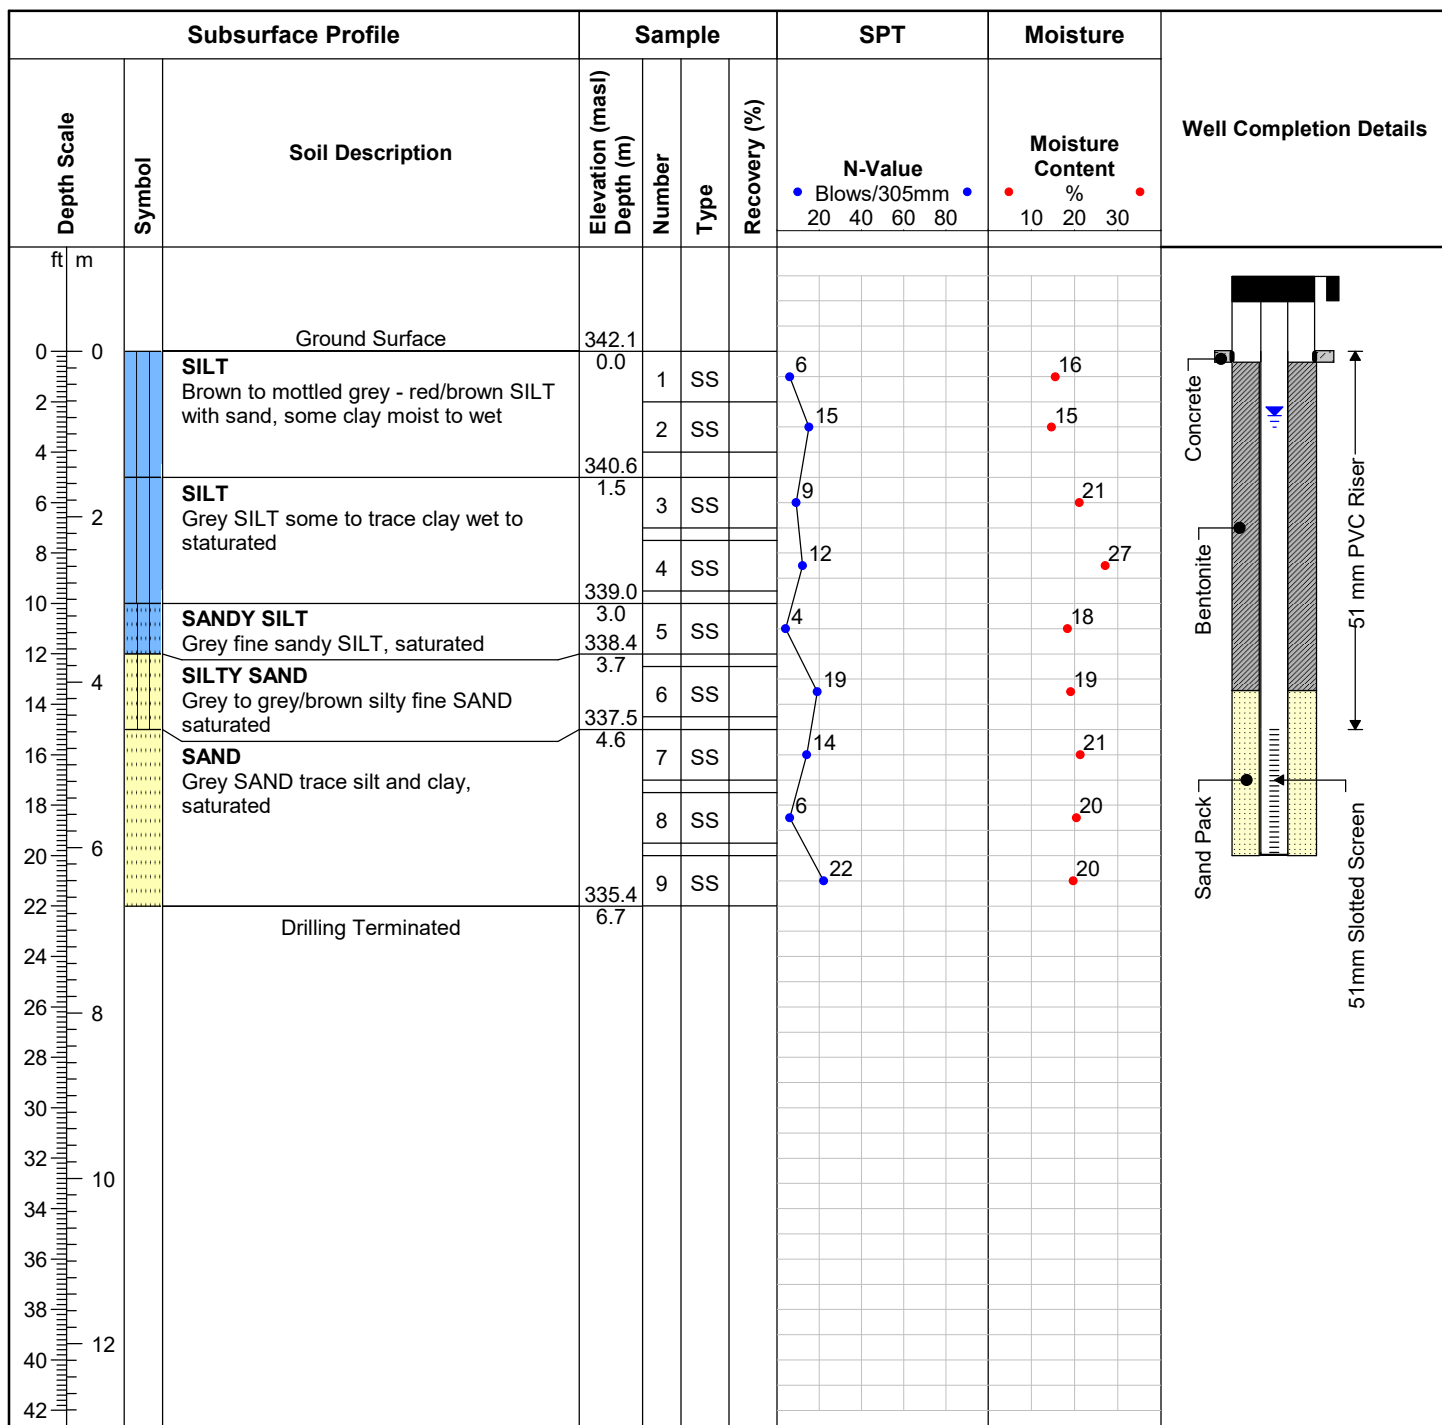 Subsurface Profile
Sample
SPT
Moisture
Depth Scale
Symbol
Soil Description
Elevation (masl)
Depth (m)
Number
Type
Recovery (%)
N-Value
Blows/305mm
20 40 60 80
Moisture
Content
%
10 20 30
Well Completion Details
ft m
Ground Surface
342.1
0 0
0.0
SILT
Brown to mottled grey - red/brown SILT
with sand, some clay moist to wet
1 SS
6
16
2
2 SS
15
15
4
340.6
1.5
SILT
Grey SILT some to trace clay wet to
staturated
6
2
3 SS
9
21
8
4 SS
12
27
339.0
10
3.0
SANDY SILT
Grey fine sandy SILT, saturated
338.4
5 SS
4
18
12
3.7
SILTY SAND
Grey to grey/brown silty fine SAND
saturated
4
6 SS
19
19
14
337.5
4.6
SAND
Grey SAND trace silt and clay,
saturated
16
7 SS
14
21
18
8 SS
6
20
6
20
9 SS
22
20
335.4
22
6.7
Drilling Terminated
24
26
8
28
30
32
10
34
36
38
12
40
42
Concrete
Bentonite
Sand Pack
51 mm PVC Riser
51mm Slotted Screen